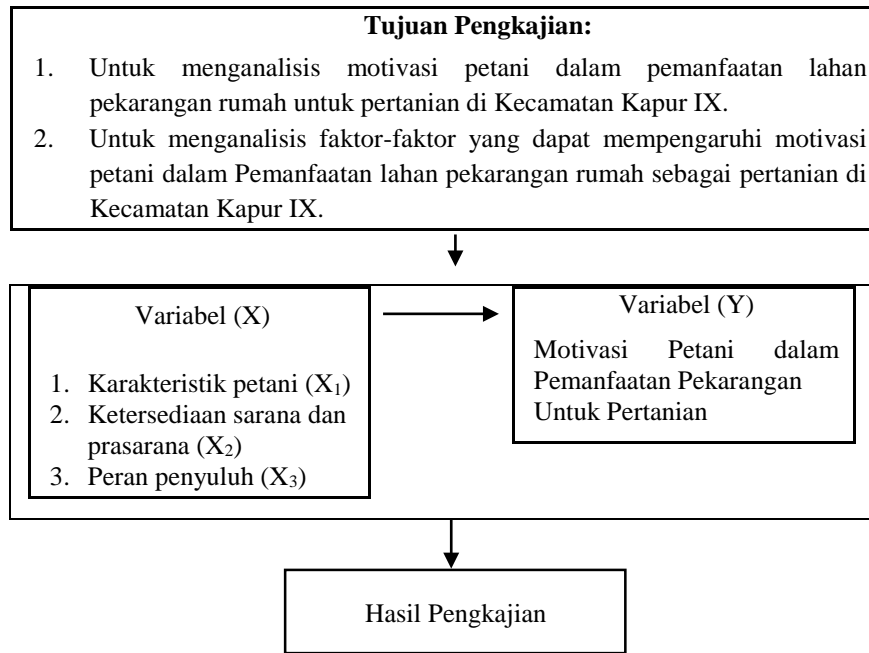 Tujuan Pengkajian:
1. Untuk menganalisis motivasi petani dalam pemanfaatan lahan
pekarangan rumah untuk pertanian di Kecamatan Kapur IX.
2. Untuk menganalisis faktor-faktor yang dapat mempengaruhi motivasi
petani dalam Pemanfaatan lahan pekarangan rumah sebagai pertanian di
Kecamatan Kapur IX.
Variabel (X)
1. Karakteristik petani (X₁)
2. Ketersediaan sarana dan
prasarana (X₂)
3. Peran penyuluh (X₃)
Variabel (Y)
Motivasi Petani dalam
Pemanfaatan Pekarangan
Untuk Pertanian
Hasil Pengkajian